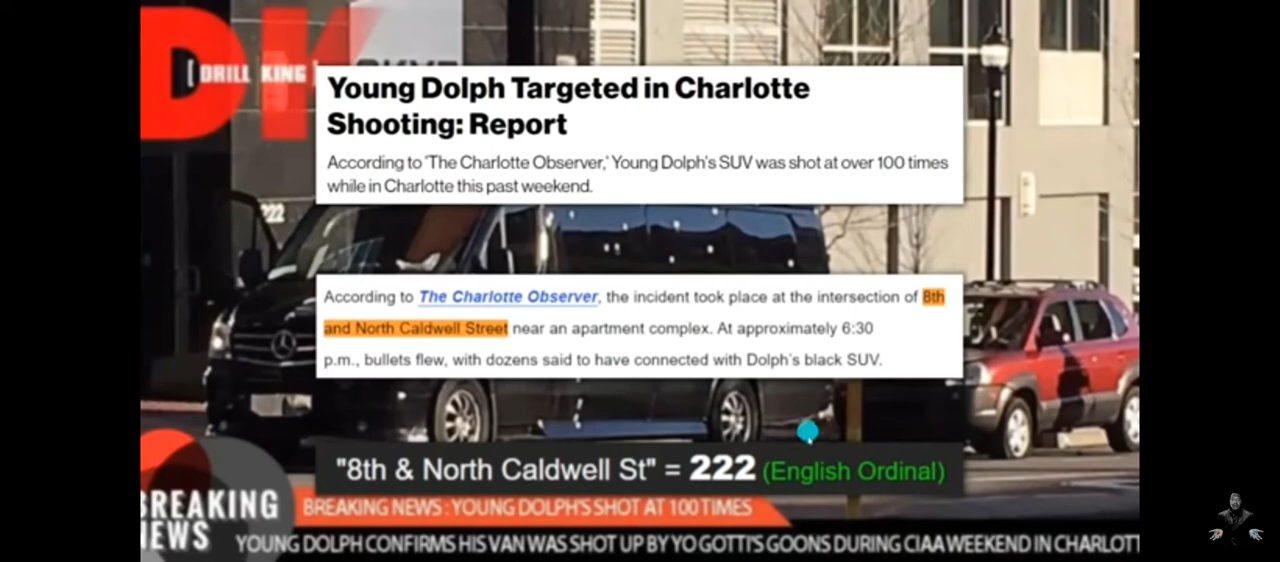 DK
[ DRILL KING
Young Dolph Targeted in Charlotte
Shooting: Report
According to 'The Charlotte Observer,' Young Dolph's SUV was shot at over 100 times
while in Charlotte this past weekend.
222
According to The Charlotte Observer, the incident took place at the intersection of 8th
and North Caldwell Street near an apartment complex. At approximately 6:30
p.m., bullets flew, with dozens said to have connected with Dolph's black SUV.
"8th & North Caldwell St" = 222 (English Ordinal)
BREAKING
NEWS
BREAKING NEWS : YOUNG DOLPH'S SHOT AT 100 TIMES
YOUNG DOLPH CONFIRMS HIS VAN WAS SHOT UP BY YO GOTTI'S GOONS DURING CIAA WEEKEND IN CHARLOTT